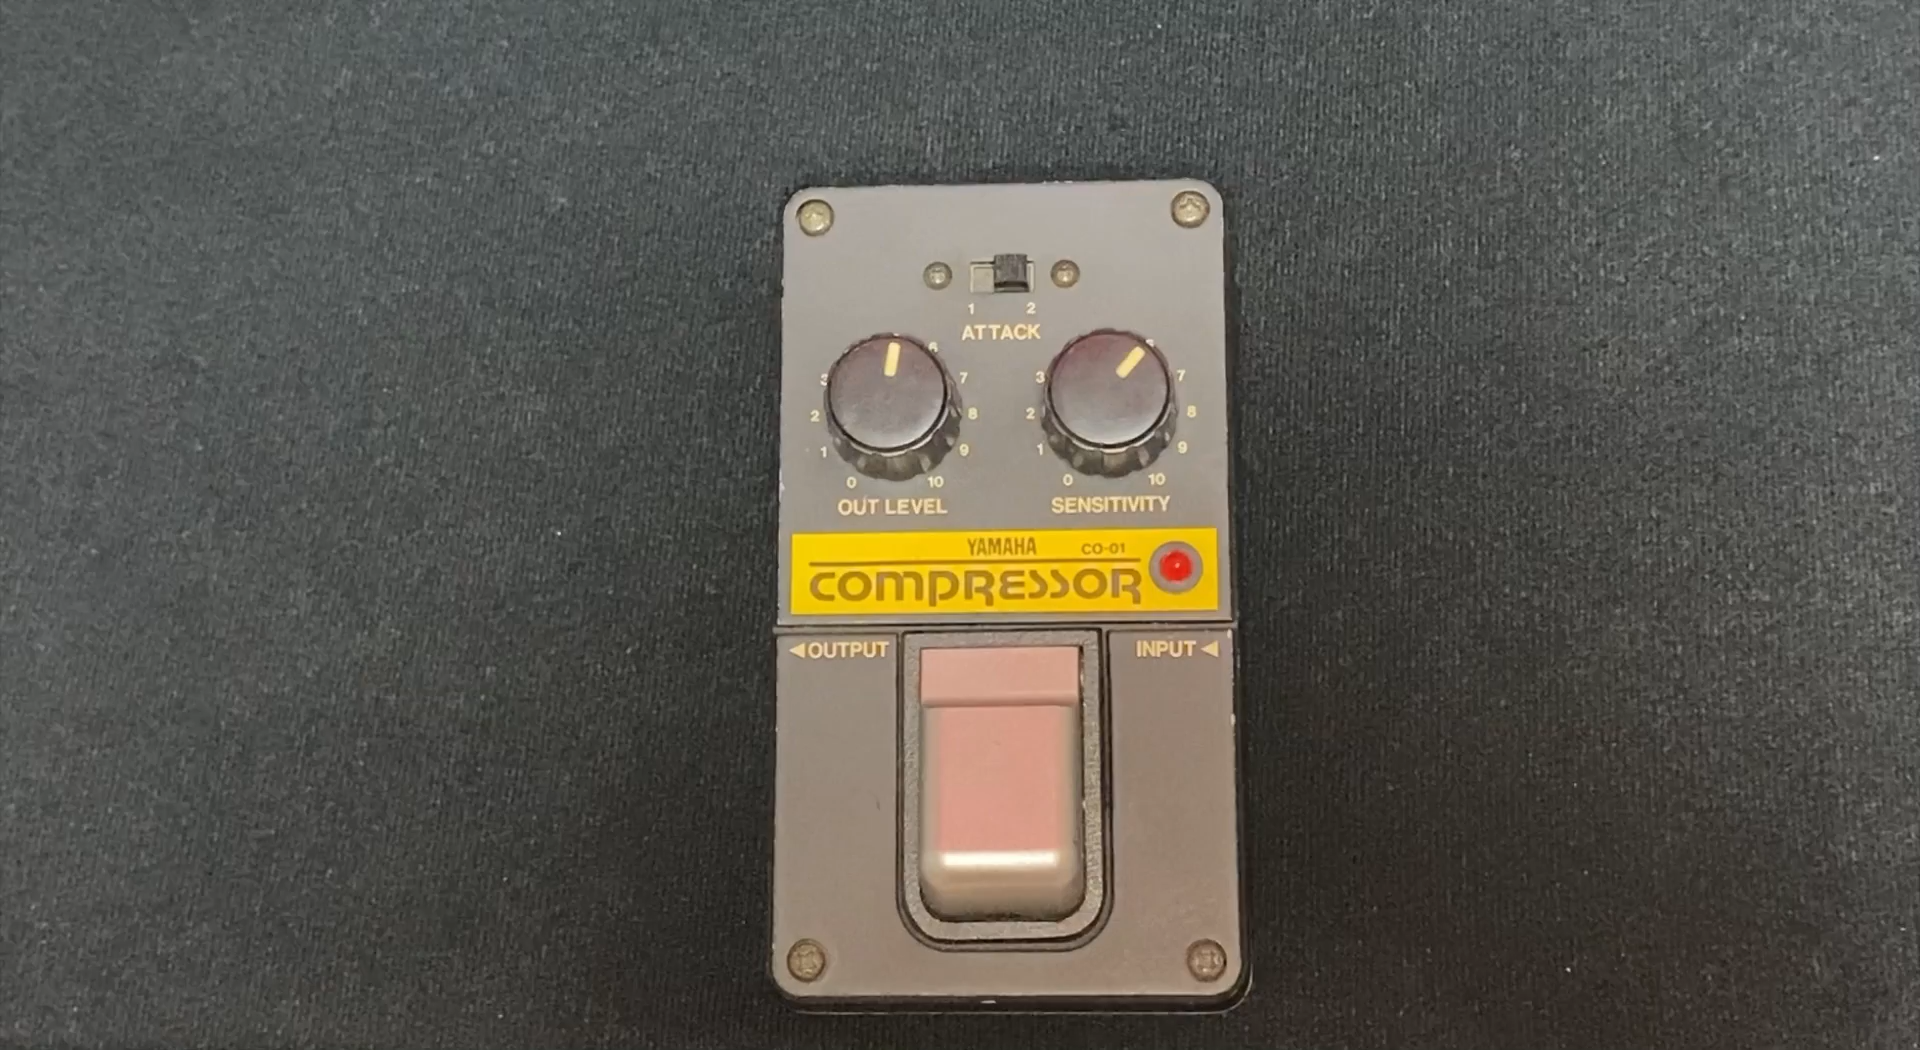 1 2
ATTACK
3 6 7 2 8 1 9 0 10
3 7 2 8 1 9 0 10
OUT LEVEL
SENSITIVITY
YAMAHA CO-01
COMPRESSOR
◄OUTPUT
INPUT◄